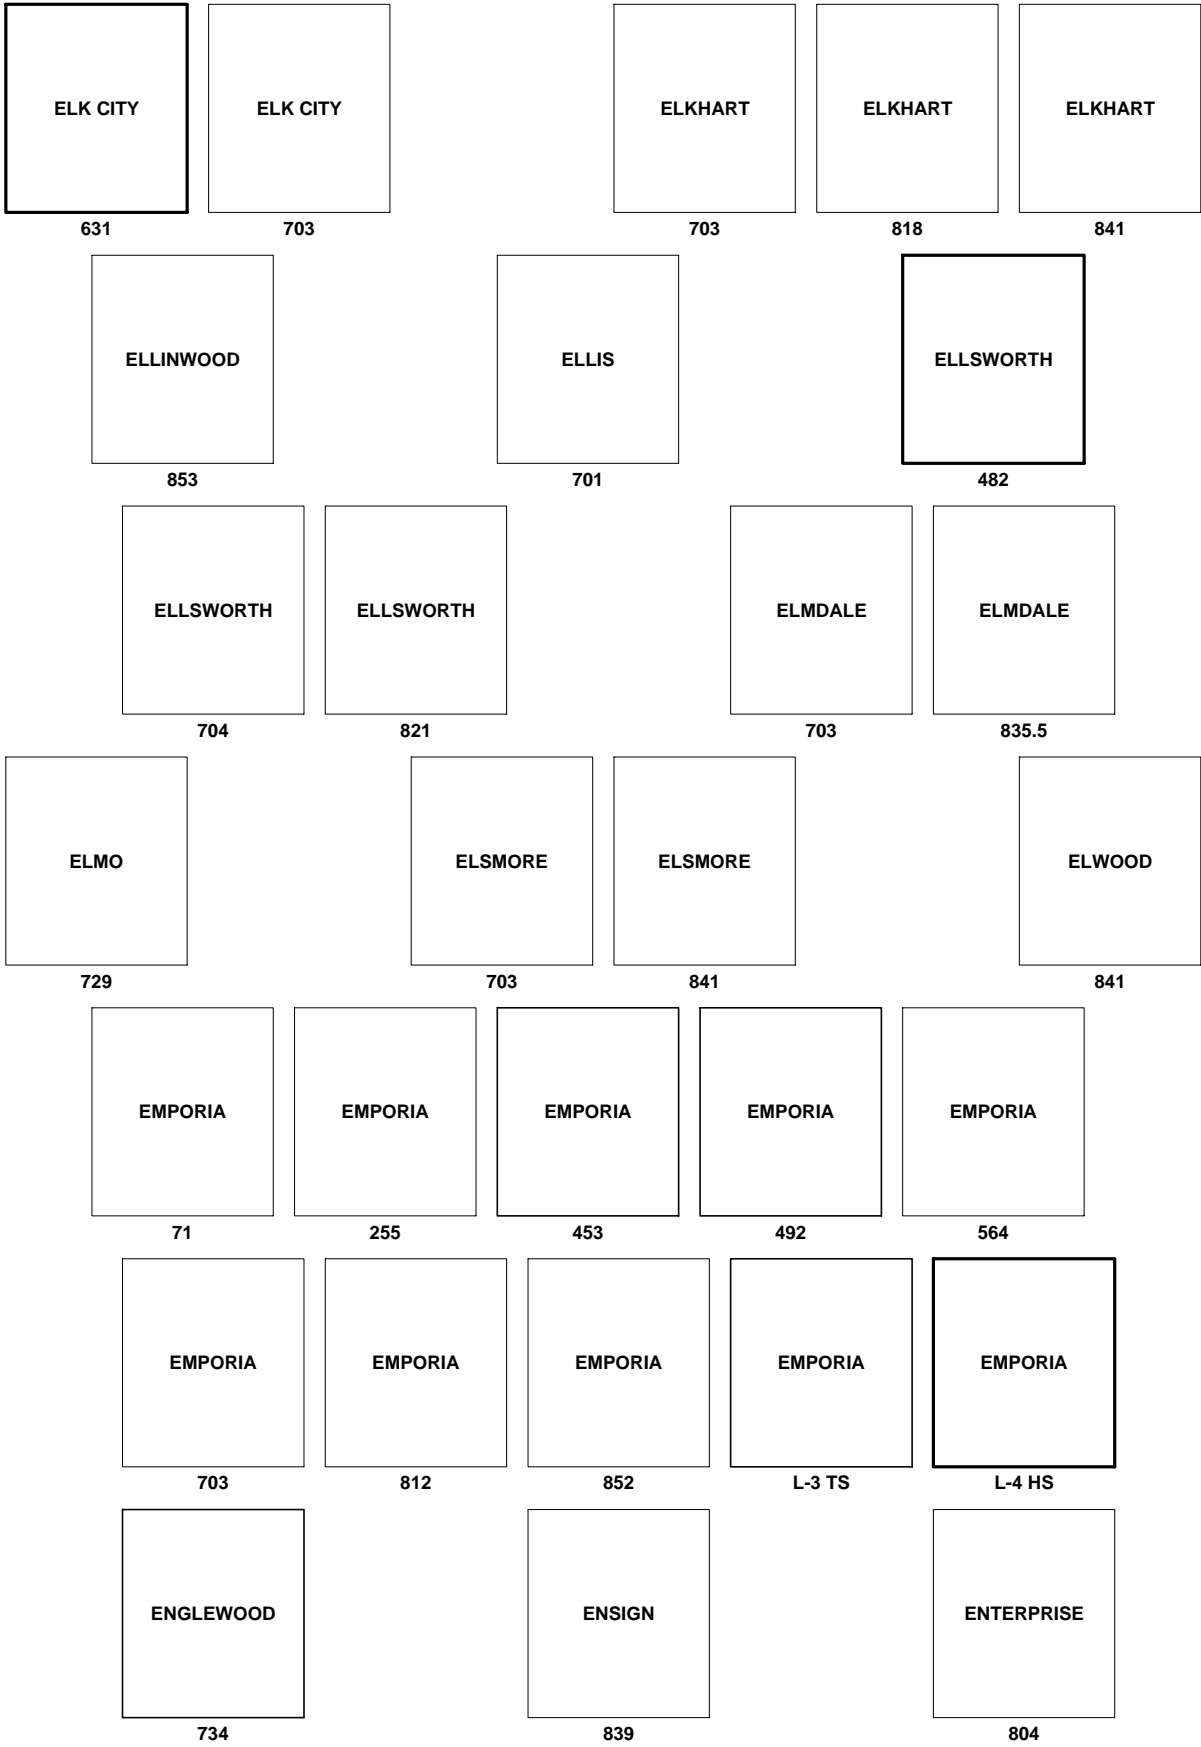 ELK CITY ELK CITY ELKHART ELKHART ELKHART
631 703 703 818 841
ELLINWOOD ELLIS ELLSWORTH
853 701 482
ELLSWORTH ELLSWORTH ELMDALE ELMDALE
704 821 703 835.5
ELMO ELSMORE ELSMORE ELWOOD
729 703 841 841
EMPORIA EMPORIA EMPORIA EMPORIA EMPORIA
71 255 453 492 564
EMPORIA EMPORIA EMPORIA EMPORIA EMPORIA
703 812 852 L-3 TS L-4 HS
ENGLEWOOD ENSIGN ENTERPRISE
734 839 804